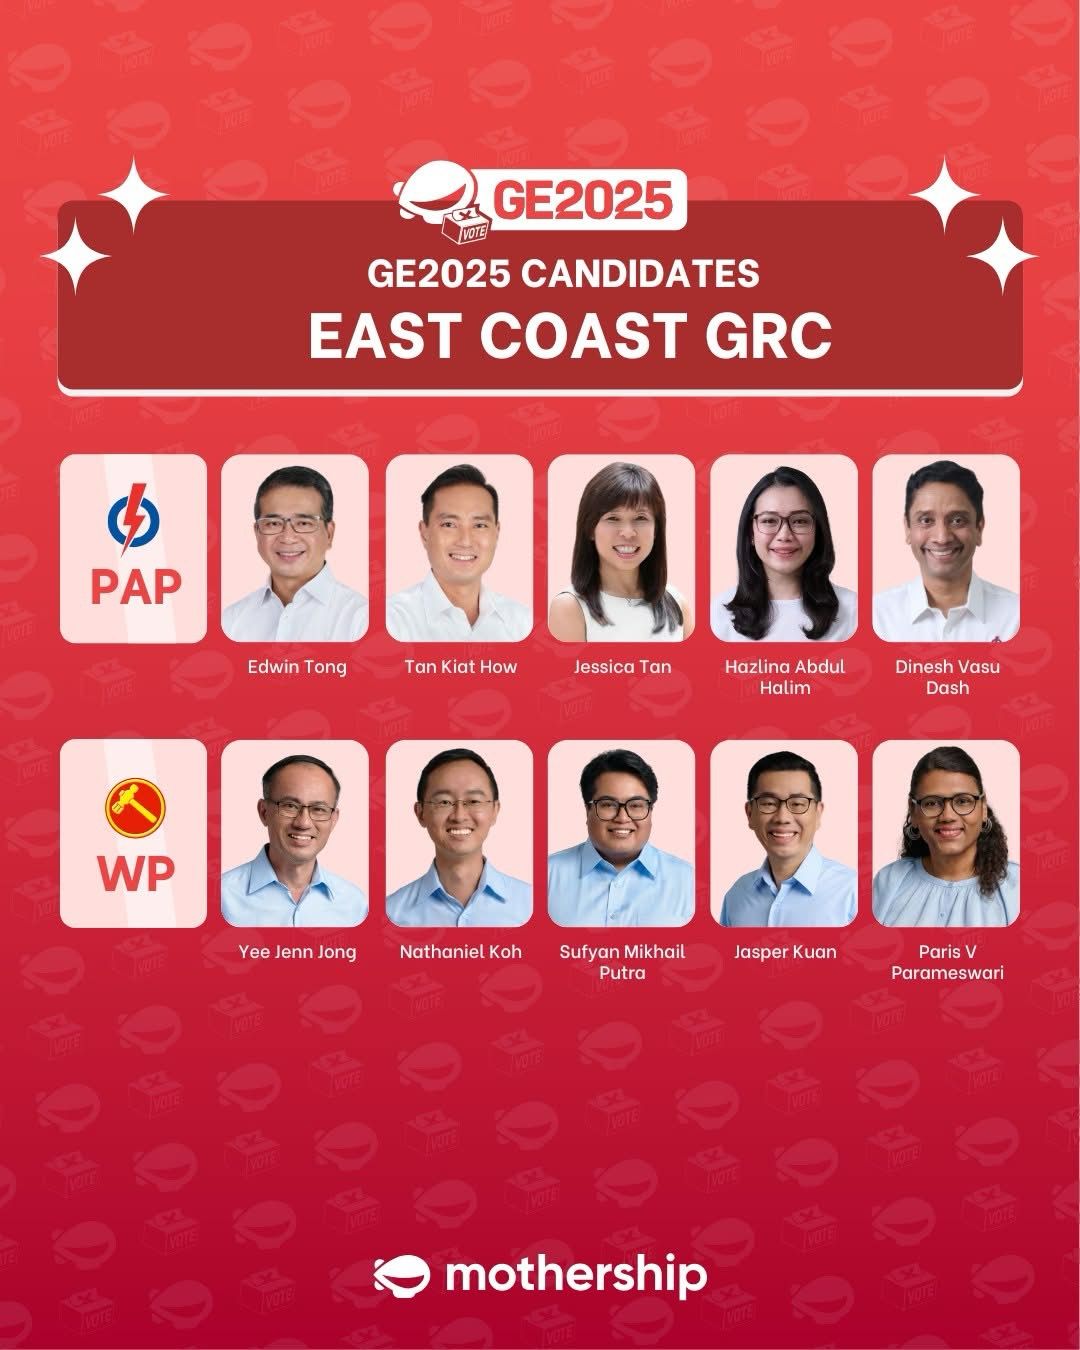 VOTE
GE2025
GE2025 CANDIDATES
EAST COAST GRC
PAP
Edwin Tong
Tan Kiat How
Jessica Tan
Hazlina Abdul
Halim
Dinesh Vasu
Dash
WP
Yee Jenn Jong
Nathaniel Koh
Sufyan Mikhail
Putra
Jasper Kuan
Paris V
Parameswari
mothership